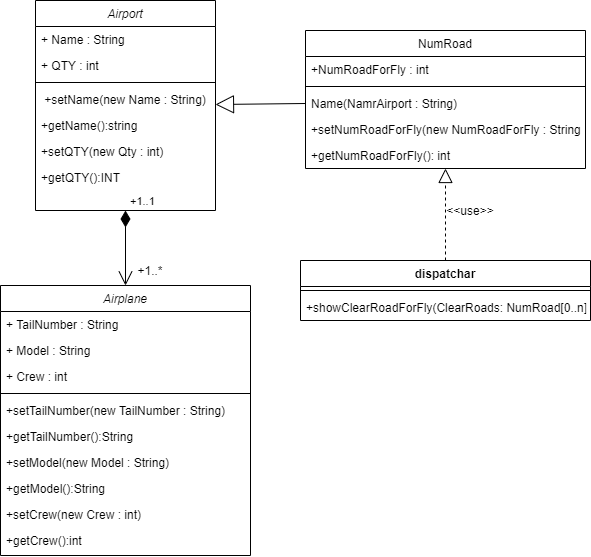 Airport
+ Name : String
+ QTY : int
+setName(new Name : String)
+getName():string
+setQTY(new Qty : int)
+getQTY():INT
+1..1
NumRoad
+NumRoadForFly : int
Name(NamrAirport : String)
+setNumRoadForFly(new NumRoadForFly : String
+getNumRoadForFly(): int
<<use>>
dispatchar
+showClearRoadForFly(ClearRoads: NumRoad[0..n]
+1..*
Airplane
+ TailNumber : String
+ Model : String
+ Crew : int
+setTailNumber(new TailNumber : String)
+getTailNumber():String
+setModel(new Model : String)
+getModel():String
+setCrew(new Crew : int)
+getCrew():int